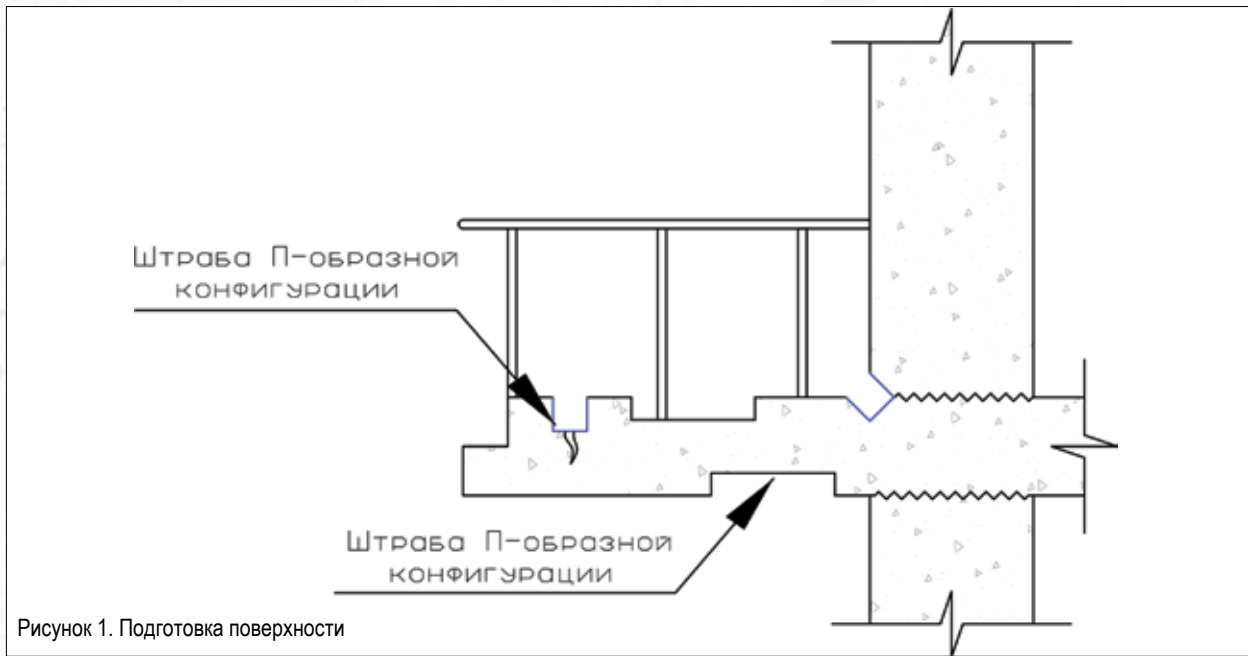 Штраба П-образной
конфигурации
Штраба П-образной
конфигурации
Рисунок 1. Подготовка поверхности